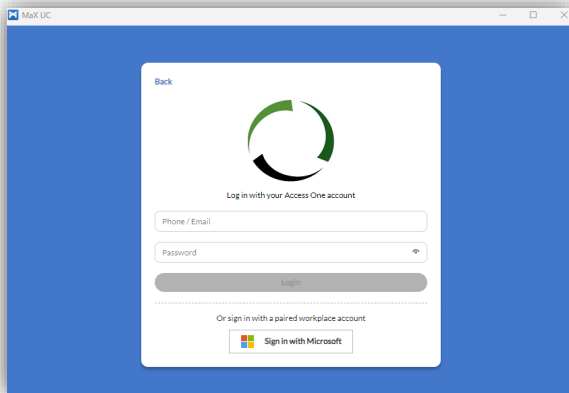 MaX UC
Back
Log in with your Access One account
Phone / Email
Password
Login
Or sign in with a paired workplace account
Sign in with Microsoft